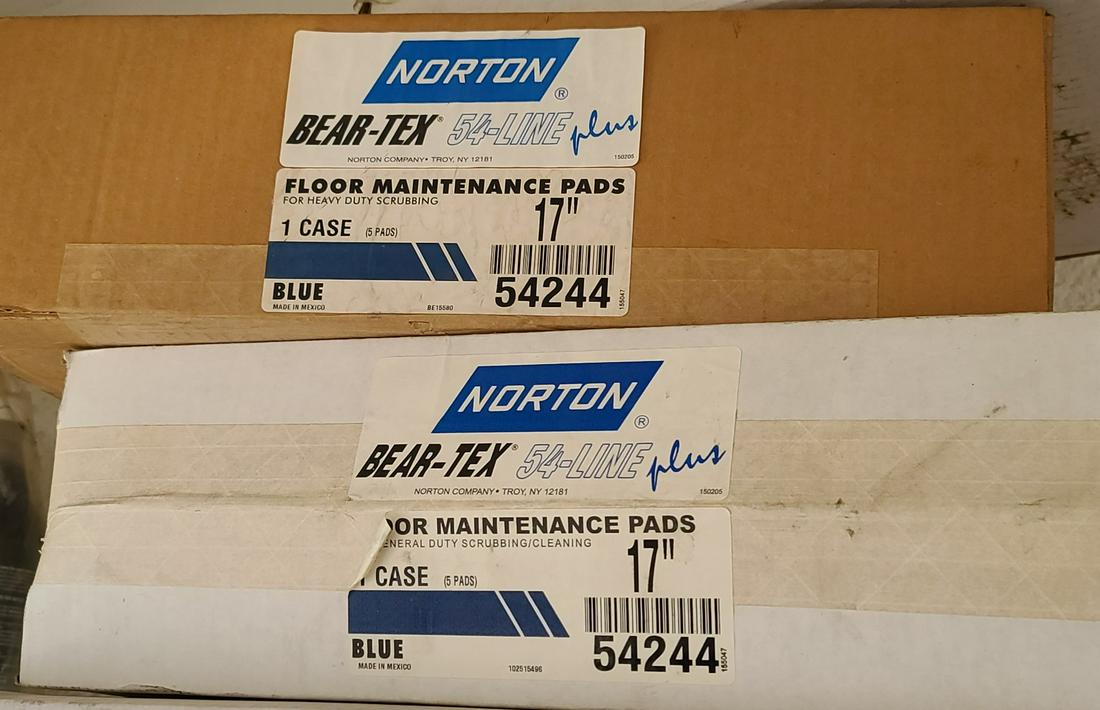 NORTON®
BEAR-TEX® 54-LINE plus
NORTON COMPANY• TROY, NY 12181 150205
FLOOR MAINTENANCE PADS
FOR HEAVY DUTY SCRUBBING
17"
1 CASE (5 PADS)
BLUE 54244
MADE IN MEXICO BE15580 155047
NORTON®
BEAR-TEX® 54-LINE plus
NORTON COMPANY• TROY, NY 12181 150205
OOR MAINTENANCE PADS
ENERAL DUTY SCRUBBING/CLEANING
17"
1 CASE (5 PADS)
BLUE 54244
MADE IN MEXICO 102515496 155047